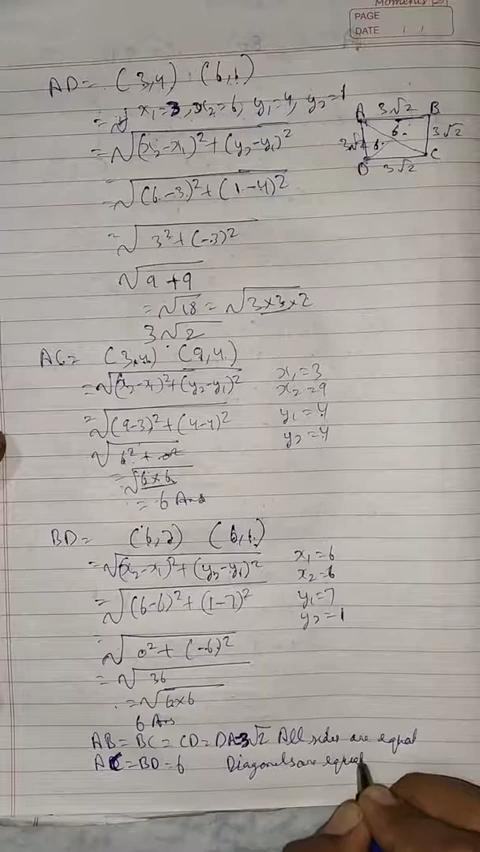 Moments
PAGE
DATE
AD = (3,4) (6,1)
= √ x₁=3, x₂=6, y₁=4, y₂=1
= √(x₂-x₁)²+(y₂-y₁)²
= √(6-3)²+(1-4)²
= √3²+(-3)²
√9+9
= √18 = √3×3×2
3√2
A 3√2 B
3√2 6 6 3√2
D 3√2 C
AC = (3,4) (9,4)
= √(x₂-x₁)²+(y₂-y₁)²
= √(9-3)²+(4-4)²
√6²+0²
= √6×6
= 6 Ans
x₁=3
x₂=9
y₁=4
y₂=4
BD = (6,7) (6,1)
= √(x₂-x₁)²+(y₂-y₁)²
= √(6-6)²+(1-7)²
= √0²+(-6)²
= √36
= √6×6
6 Ans
x₁=6
x₂=6
y₁=7
y₂=1
AB=BC=CD=DA=3√2 All sides are equal
AC=BD=6 Diagonals are equal